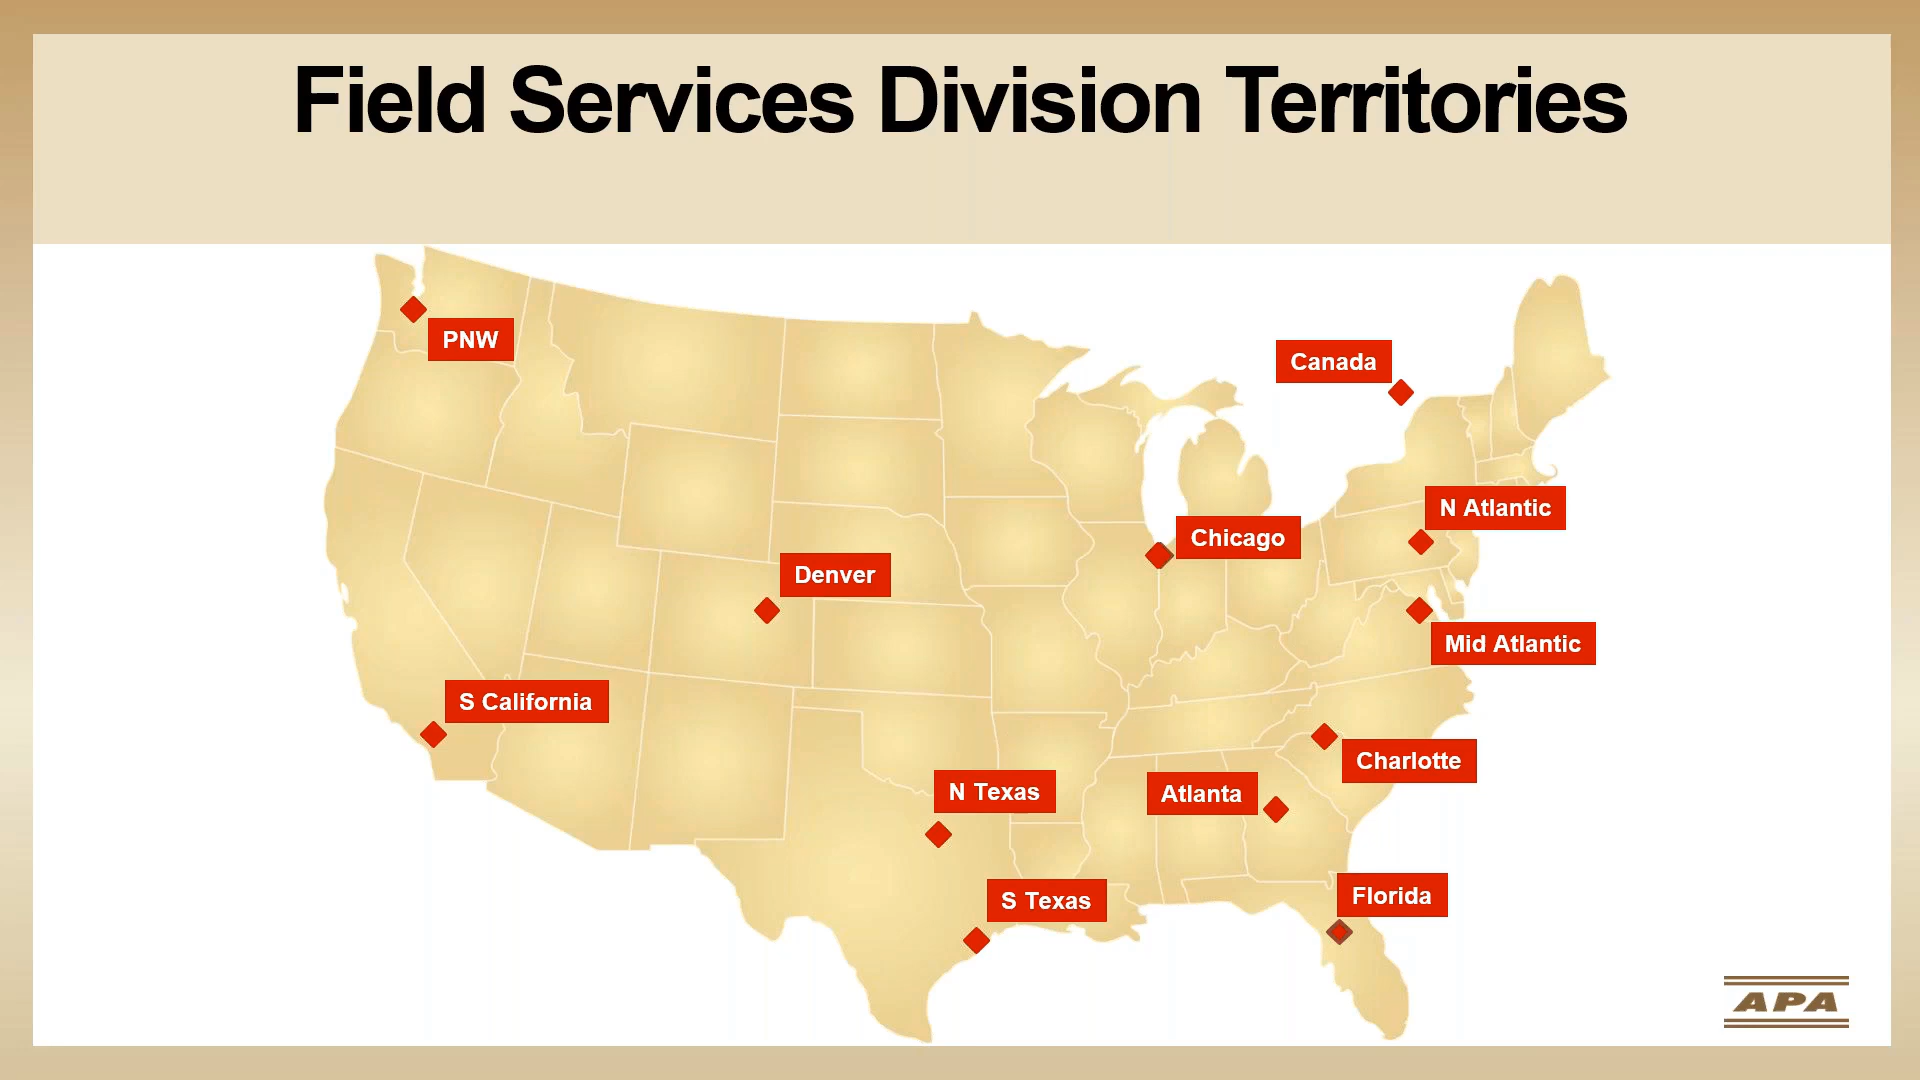 Field Services Division Territories
PNW
Canada
N Atlantic
Chicago
Denver
Mid Atlantic
S California
Charlotte
N Texas
Atlanta
S Texas
Florida
APA